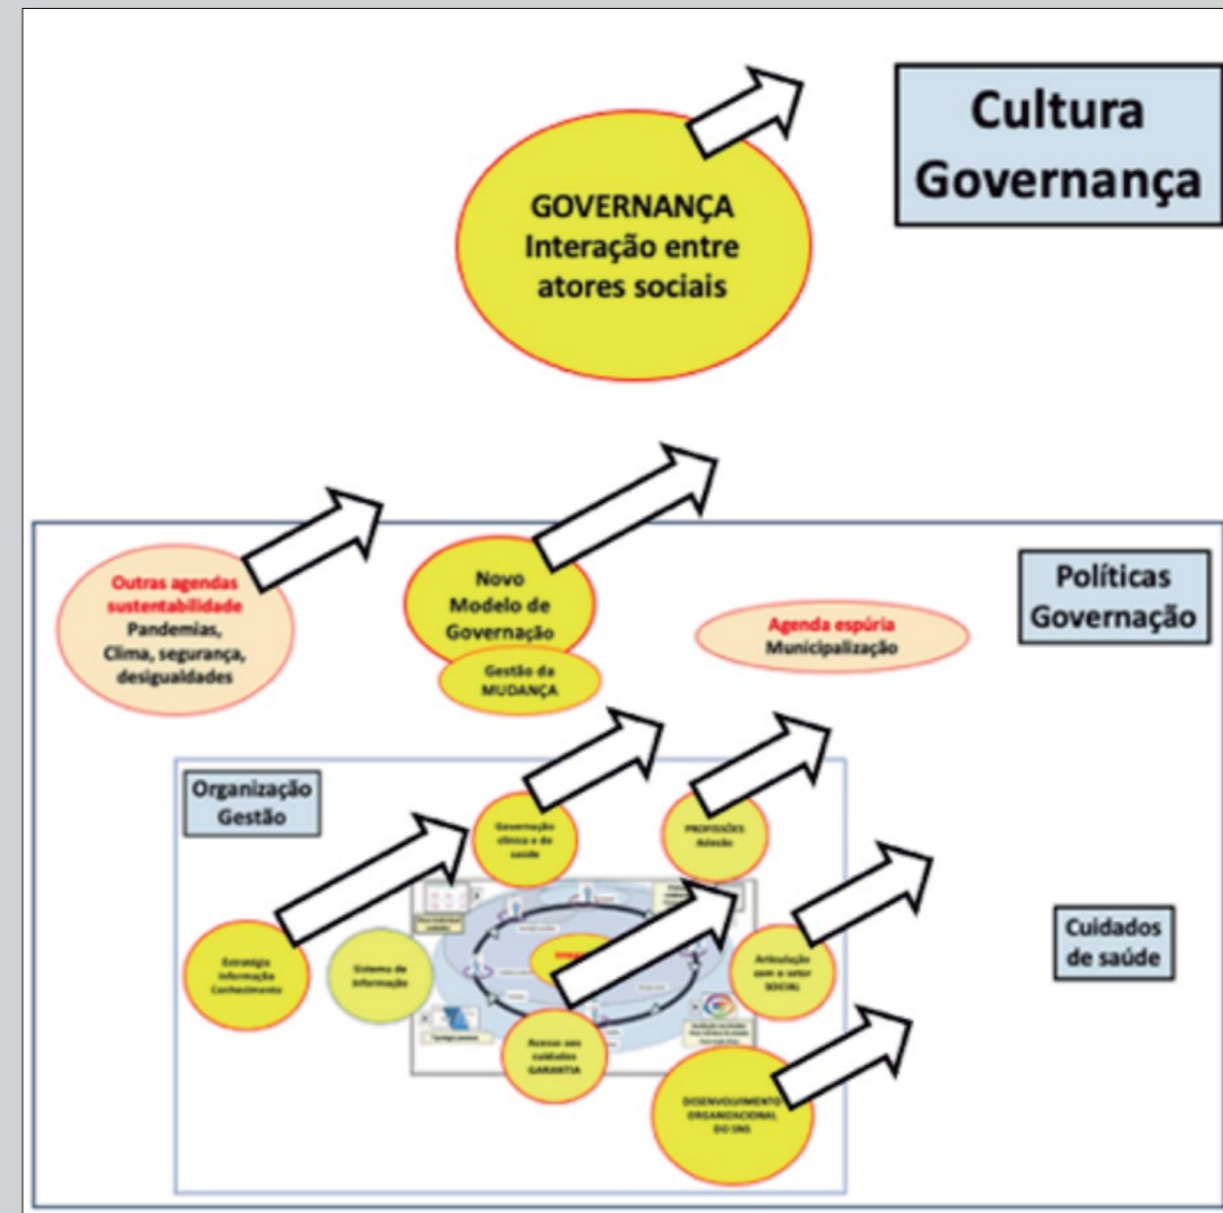 Cultura
Governança
GOVERNANÇA
Interação entre
atores sociais
Outras agendas
sustentabilidade
Pandemias,
Clima, segurança,
desigualdades
Novo
Modelo de
Governação
Gestão da
MUDANÇA
Agenda espúria
Municipalização
Políticas
Governação
Organização
Gestão
Governação
clínica e de
saúde
PROFISSÕES
Adesão
Estratégia
Informação
Conhecimento
Sistema de
Informação
Articulação
com o setor
SOCIAL
Cuidados
de saúde
Acesso aos
cuidados
GARANTIA
DESENVOLVIMENTO
ORGANIZACIONAL
DO SNS